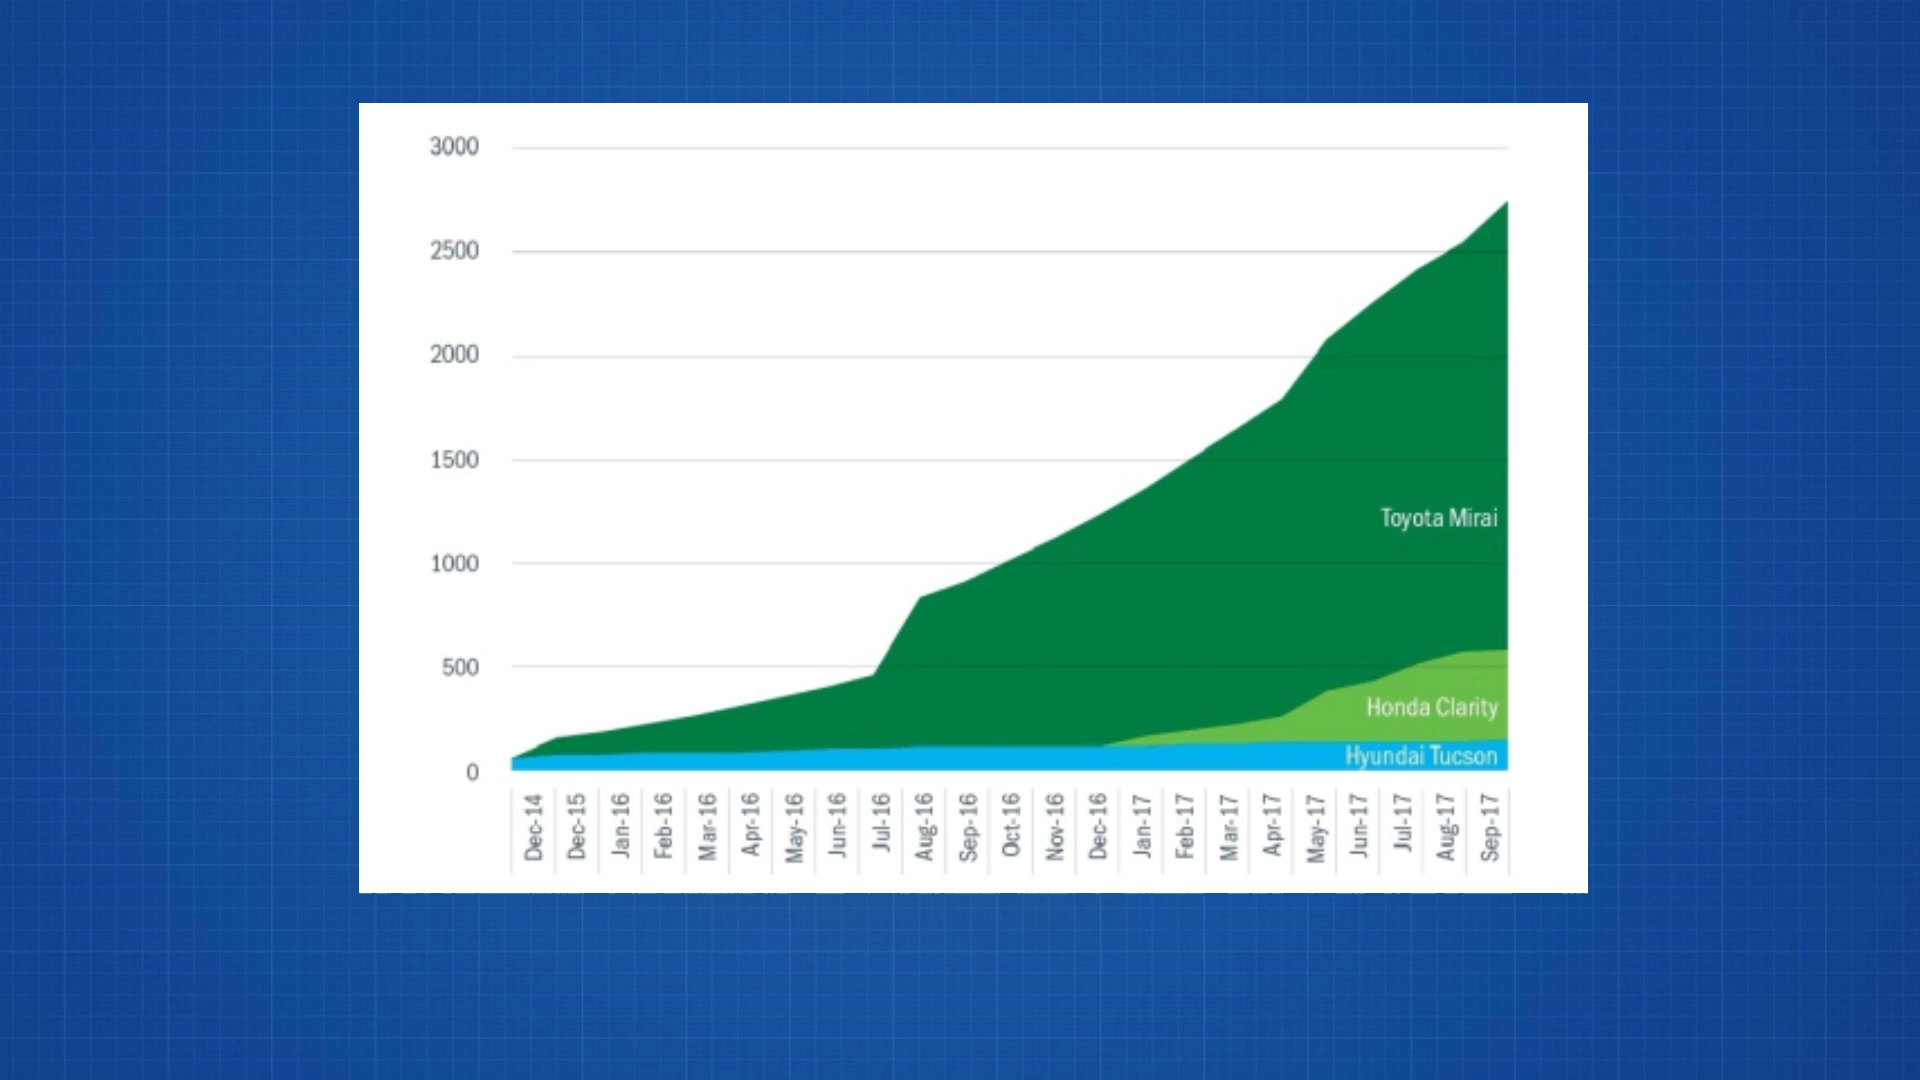 3000
2500
2000
1500
1000
500
0
Toyota Mirai
Honda Clarity
Hyundai Tucson
Dec-14
Dec-15
Jan-16
Feb-16
Mar-16
Apr-16
May-16
Jun-16
Jul-16
Aug-16
Sep-16
Oct-16
Nov-16
Dec-16
Jan-17
Feb-17
Mar-17
Apr-17
May-17
Jun-17
Jul-17
Aug-17
Sep-17